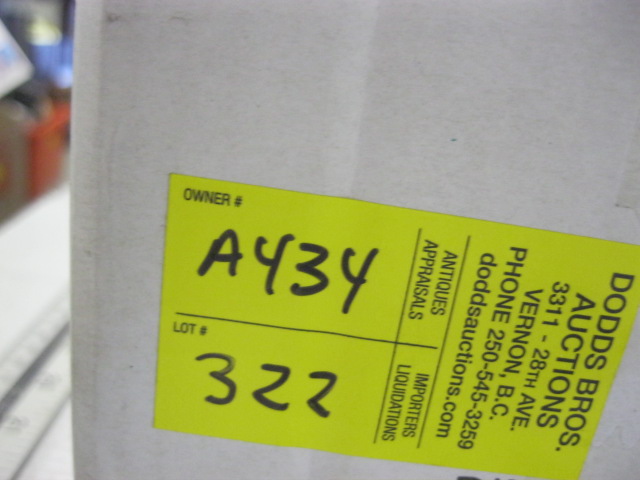 OWNER #
A434
LOT #
322
ANTIQUES
APPRAISALS
IMPORTERS
LIQUIDATIONS
DODDS BROS.
AUCTIONS
3311 - 28TH AVE.
VERNON, B.C.
PHONE 250-545-3259
doddsauctions.com